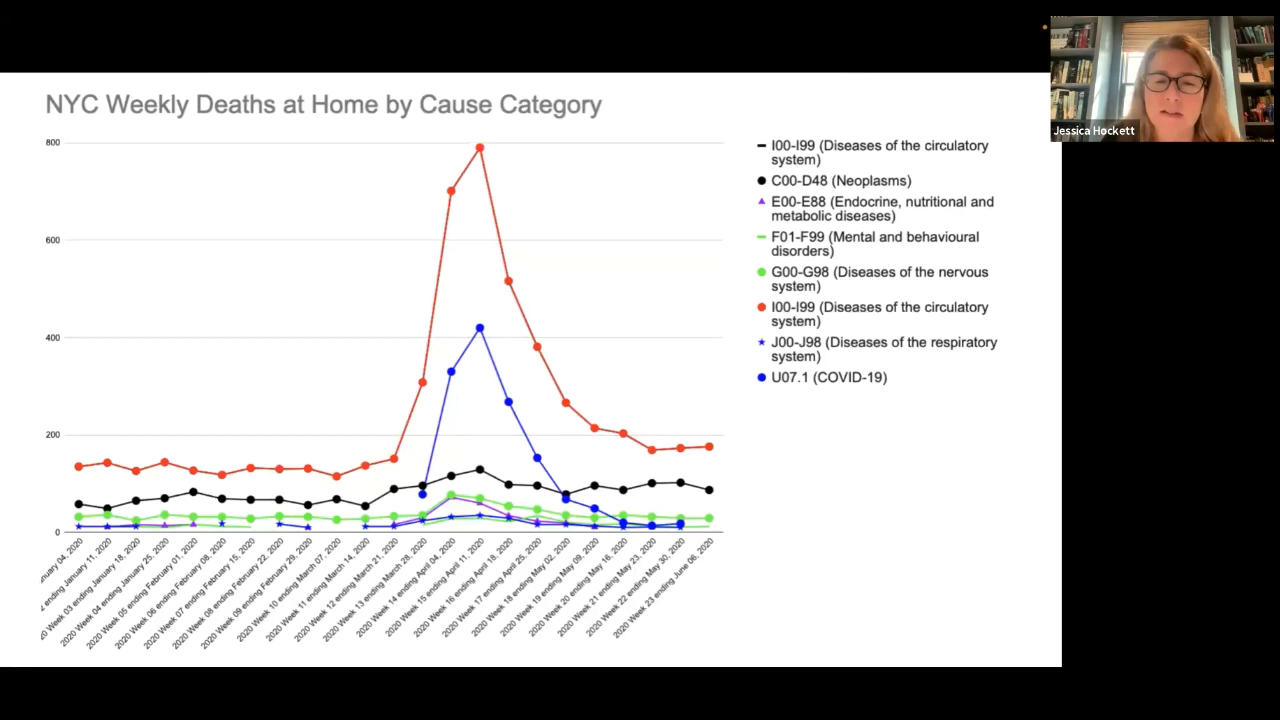 Jessica Hockett
NYC Weekly Deaths at Home by Cause Category
800
600
400
200
0
I00-I99 (Diseases of the circulatory
system)
C00-D48 (Neoplasms)
E00-E88 (Endocrine, nutritional and
metabolic diseases)
F01-F99 (Mental and behavioural
disorders)
G00-G98 (Diseases of the nervous
system)
I00-I99 (Diseases of the circulatory
system)
J00-J98 (Diseases of the respiratory
system)
U07.1 (COVID-19)
nuary 04, 2020
ending January 11, 2020
2020 Week 03 ending January 18, 2020
2020 Week 04 ending January 25, 2020
2020 Week 05 ending February 01, 2020
2020 Week 06 ending February 08, 2020
2020 Week 07 ending February 15, 2020
2020 Week 08 ending February 22, 2020
2020 Week 09 ending February 29, 2020
2020 Week 10 ending March 07, 2020
2020 Week 11 ending March 14, 2020
2020 Week 12 ending March 21, 2020
2020 Week 13 ending March 28, 2020
2020 Week 14 ending April 04, 2020
2020 Week 15 ending April 11, 2020
2020 Week 16 ending April 18, 2020
2020 Week 17 ending April 25, 2020
2020 Week 18 ending May 02, 2020
2020 Week 19 ending May 09, 2020
2020 Week 20 ending May 16, 2020
2020 Week 21 ending May 23, 2020
2020 Week 22 ending May 30, 2020
2020 Week 23 ending June 06, 2020